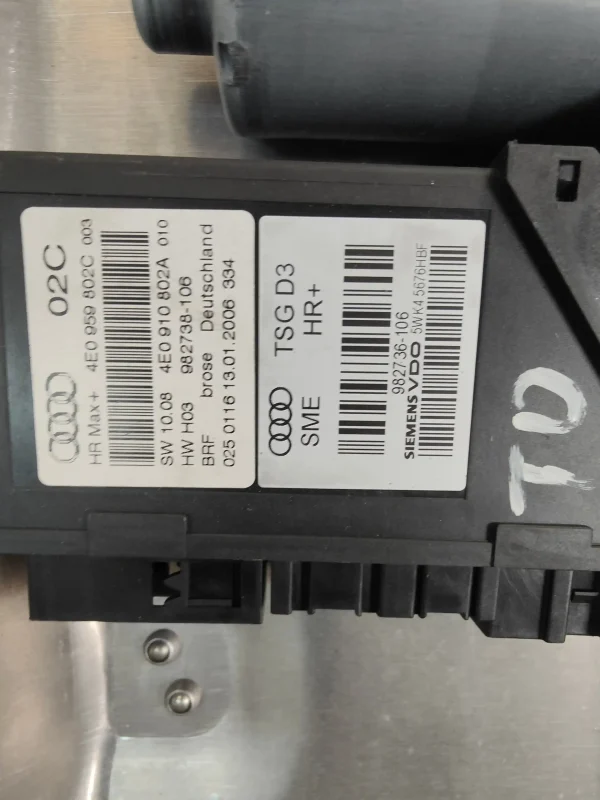 02C
HR Max+ 4E0 959 802C 003
SW 10.08 4E0 910 802A 010
HW H03 982738-106
BRF brose Deutschland
025 0116 13.01.2006 334
TSG D3
SME HR+
982736-106
SIEMENS VDO 5WK4 5676HBF
TD